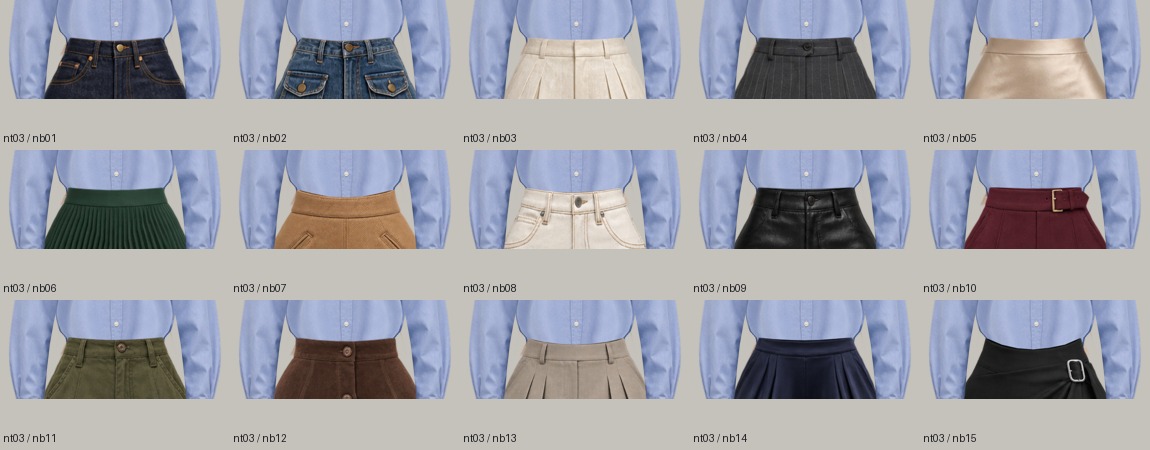 nt03 / nb01
nt03 / nb02
nt03 / nb03
nt03 / nb04
nt03 / nb05
nt03 / nb06
nt03 / nb07
nt03 / nb08
nt03 / nb09
nt03 / nb10
nt03 / nb11
nt03 / nb12
nt03 / nb13
nt03 / nb14
nt03 / nb15